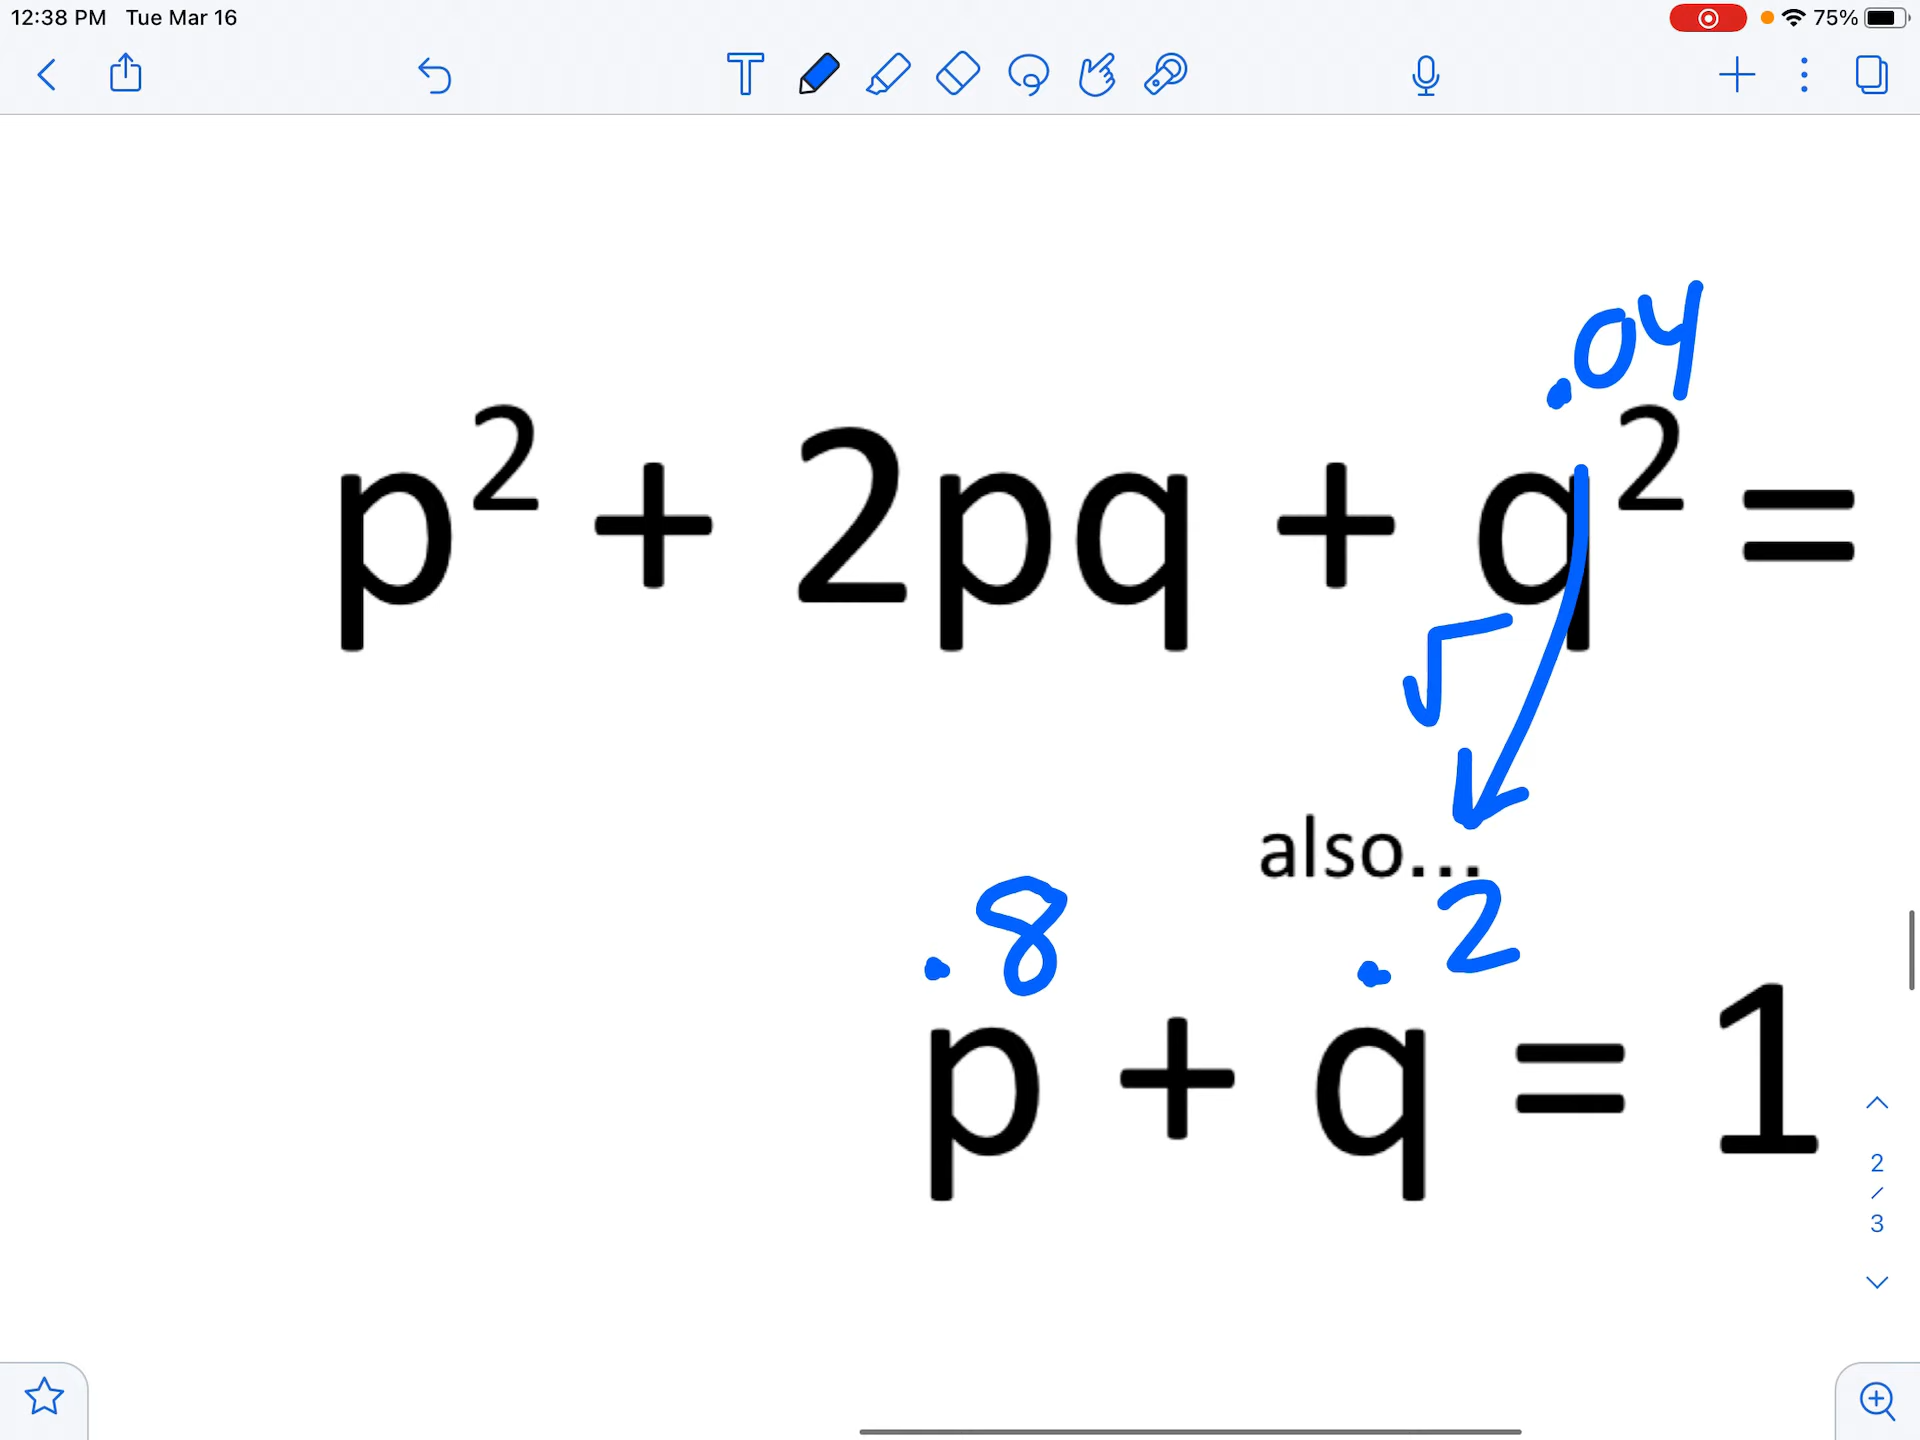 12:38 PM Tue Mar 16 75%
.04
p² + 2pq + q² =
√
also...
.8 .2
p + q = 1
2
/
3